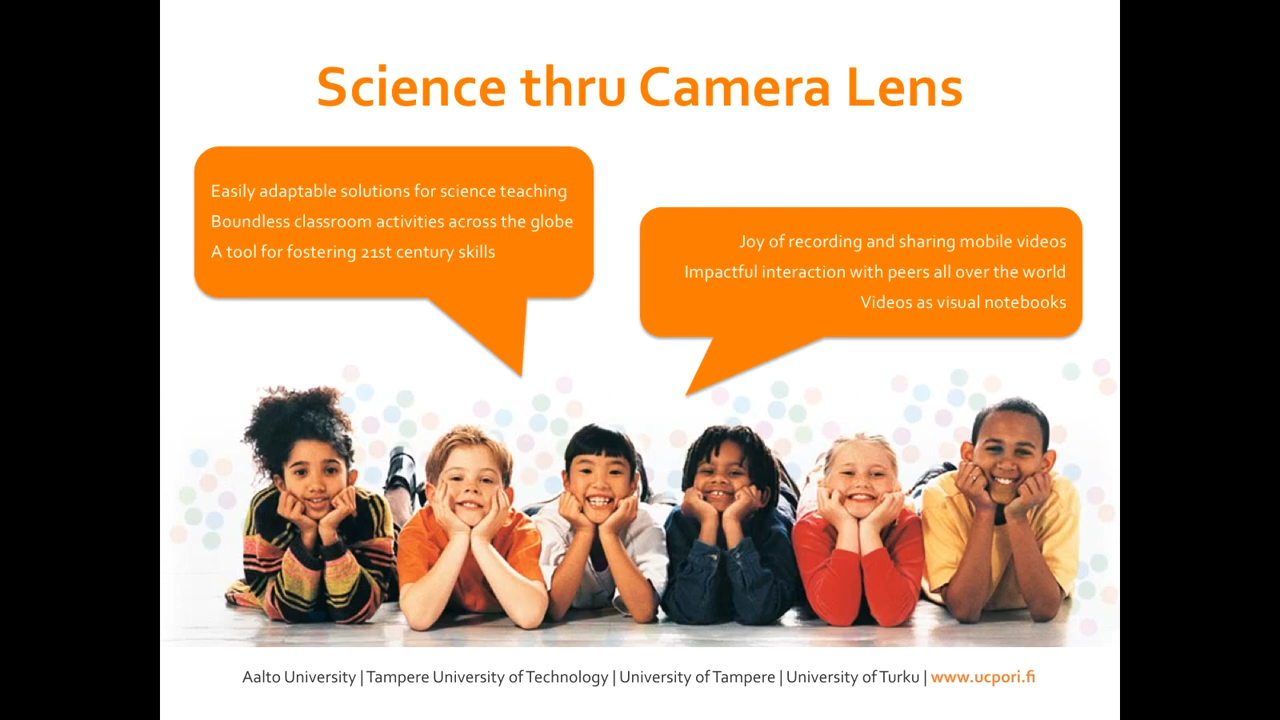 Science thru Camera Lens
Easily adaptable solutions for science teaching
Boundless classroom activities across the globe
A tool for fostering 21st century skills
Joy of recording and sharing mobile videos
Impactful interaction with peers all over the world
Videos as visual notebooks
Aalto University | Tampere University of Technology | University of Tampere | University of Turku | www.ucpori.fi